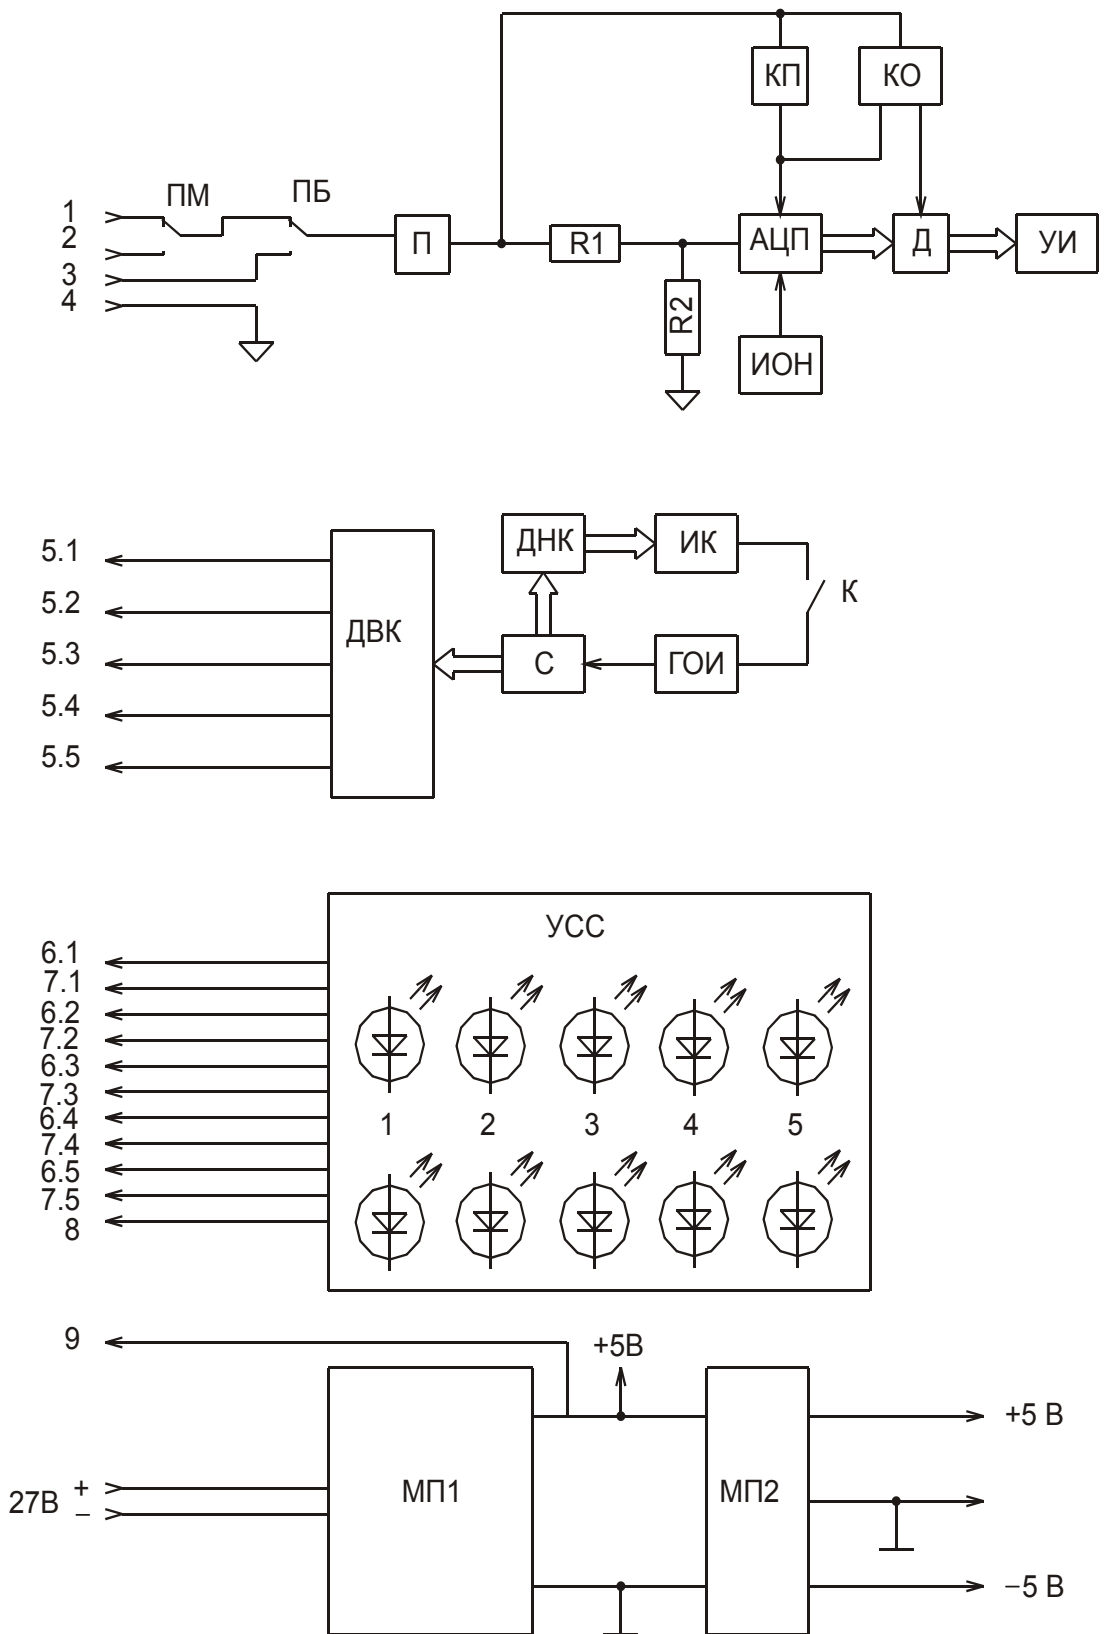 КП
КО
ПМ
ПБ
1
2
3
4
П
R1
R2
АЦП
Д
УИ
ИОН
5.1
5.2
5.3
5.4
5.5
ДВК
ДНК
ИК
К
С
ГОИ
УСС
6.1
7.1
6.2
7.2
6.3
7.3
6.4
7.4
6.5
7.5
8
1 2 3 4 5
9
+5В
МП1
МП2
27В + −
+5 В
−5 В